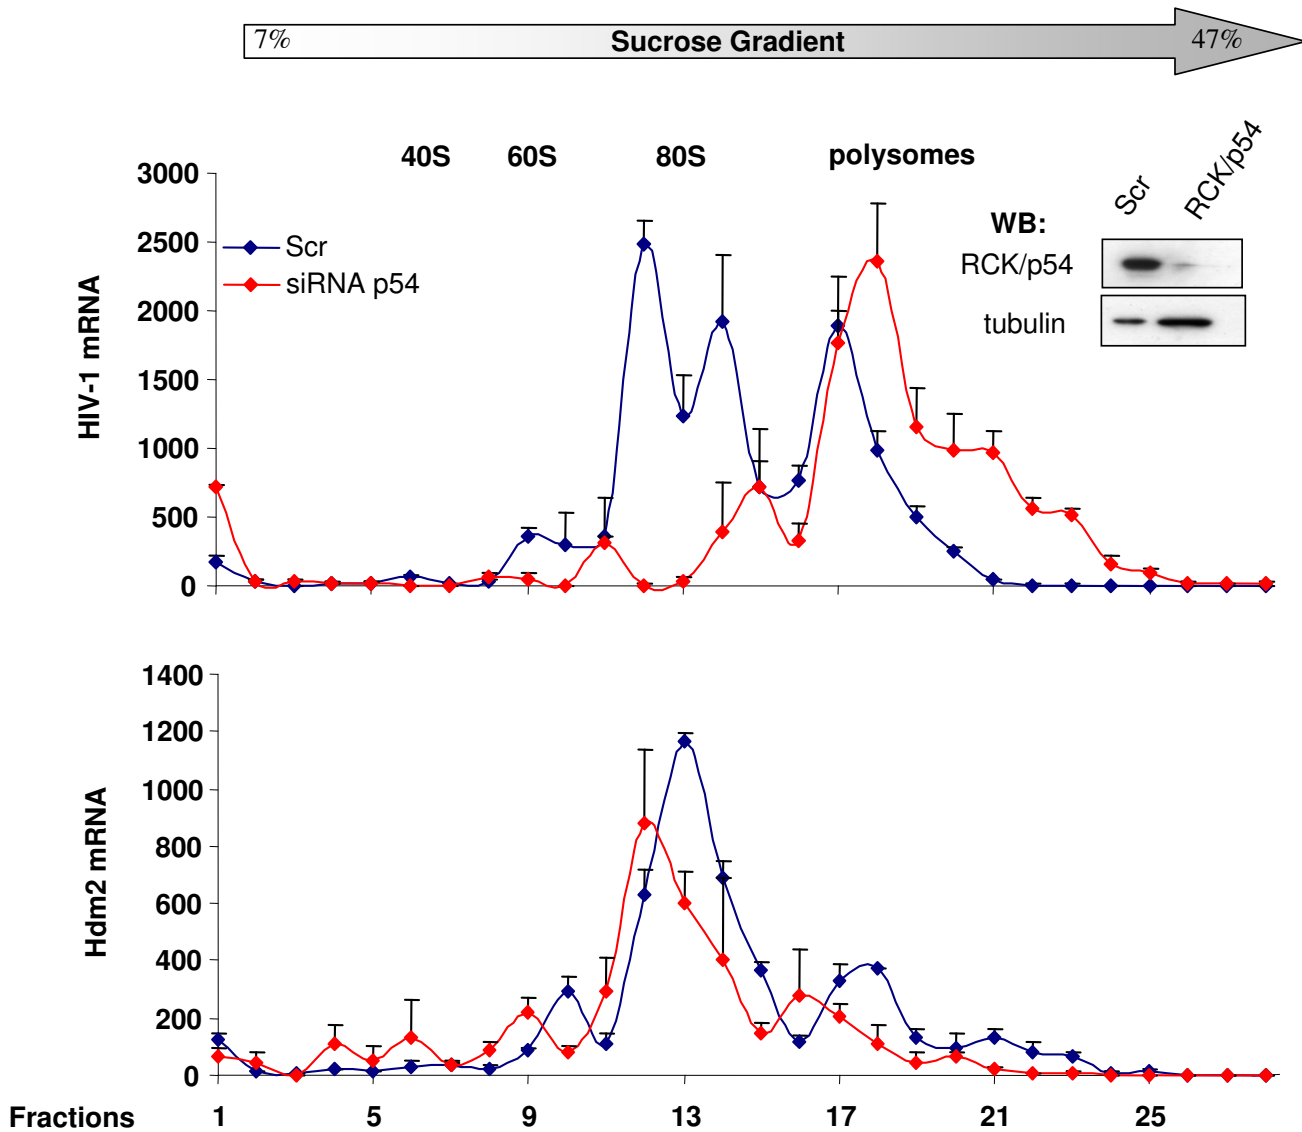 7% Sucrose Gradient 47%
40S 60S 80S polysomes
Scr RCK/p54
WB:
RCK/p54
tubulin
HIV-1 mRNA
3000
2500
2000
1500
1000
500
0
Scr
siRNA p54
Hdm2 mRNA
1400
1200
1000
800
600
400
200
0
Fractions 1 5 9 13 17 21 25